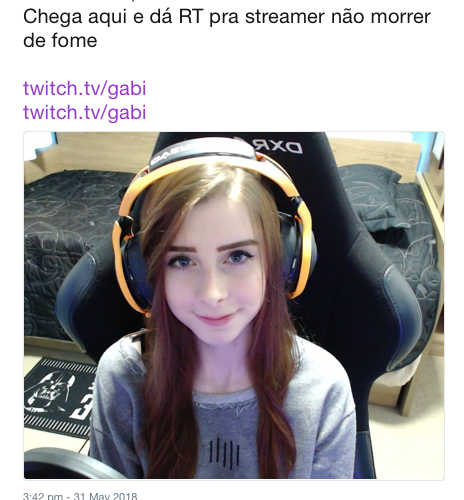 Chega aqui e dá RT pra streamer não morrer
de fome
twitch.tv/gabi
twitch.tv/gabi
DXR
3:42 pm - 31 May 2018